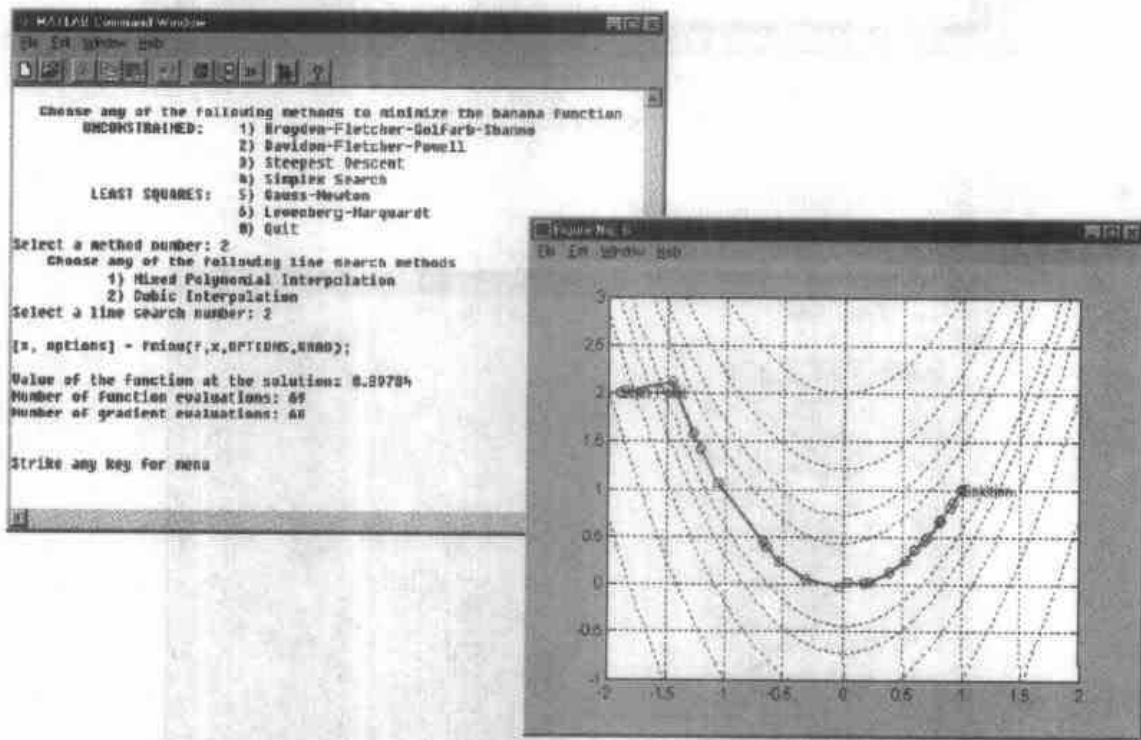 MATLAB Command Window
File Edit Window Help
Choose any of the following methods to minimize the banana function
UNCONSTRAINED: 1) Broyden-Fletcher-Golfarb-Shanno
2) Davidon-Fletcher-Powell
3) Steepest Descent
4) Simplex Search
LEAST SQUARES: 5) Gauss-Newton
6) Levenberg-Marquardt
0) Quit
Select a method number: 2
Choose any of the following line search methods
1) Mixed Polynomial Interpolation
2) Cubic Interpolation
Select a line search number: 2
[x, options] = fminu(f,x,OPTIONS,GRAD);
Value of the function at the solution:
Number of function evaluations:
Number of gradient evaluations:
Strike any key for menu
Figure No.
File Edit Window Help
3
2.5
2
1.5
1
0.5
0
-0.5
-1
-2
-1.5
-1
-0.5
0
0.5
1
1.5
2
Solution